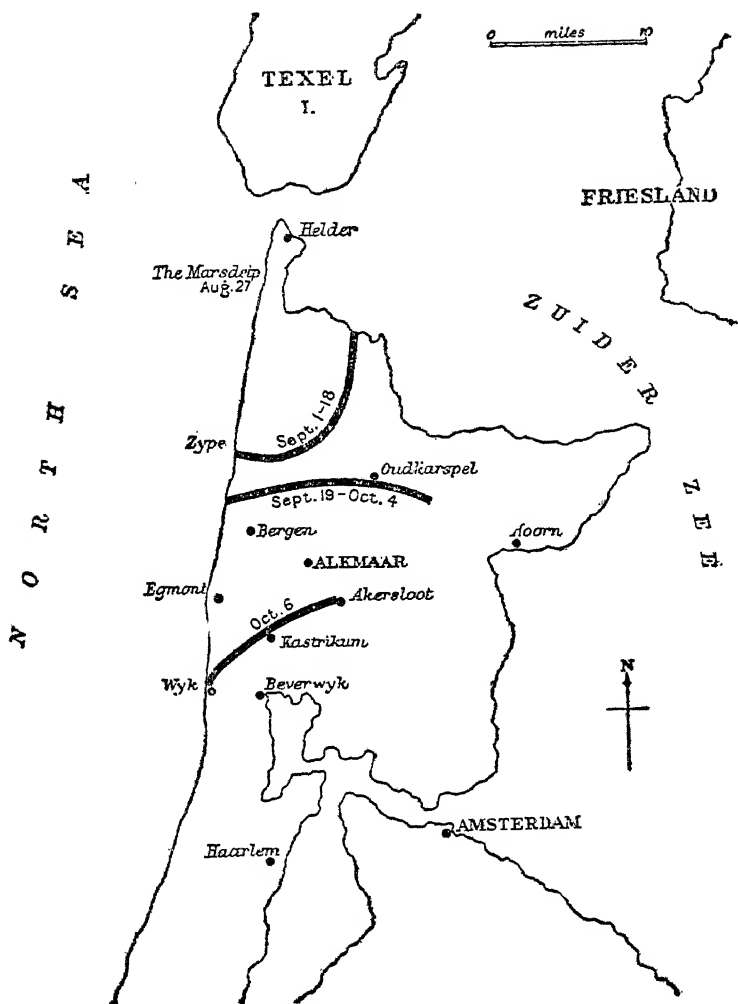 0 miles 10
TEXEL
I.
FRIESLAND
NORTH SEA
Helder
The Marsdeip
Aug. 27
ZUIDER
ZEE
Sept. 1-18
Zype
Oudkarspel
Sept. 19-Oct. 4
Bergen
Hoorn
ALKMAAR
Egmont
Akersloot
Oct. 6
Kastrikum
Wyk
Beverwyk
N
AMSTERDAM
Haarlem